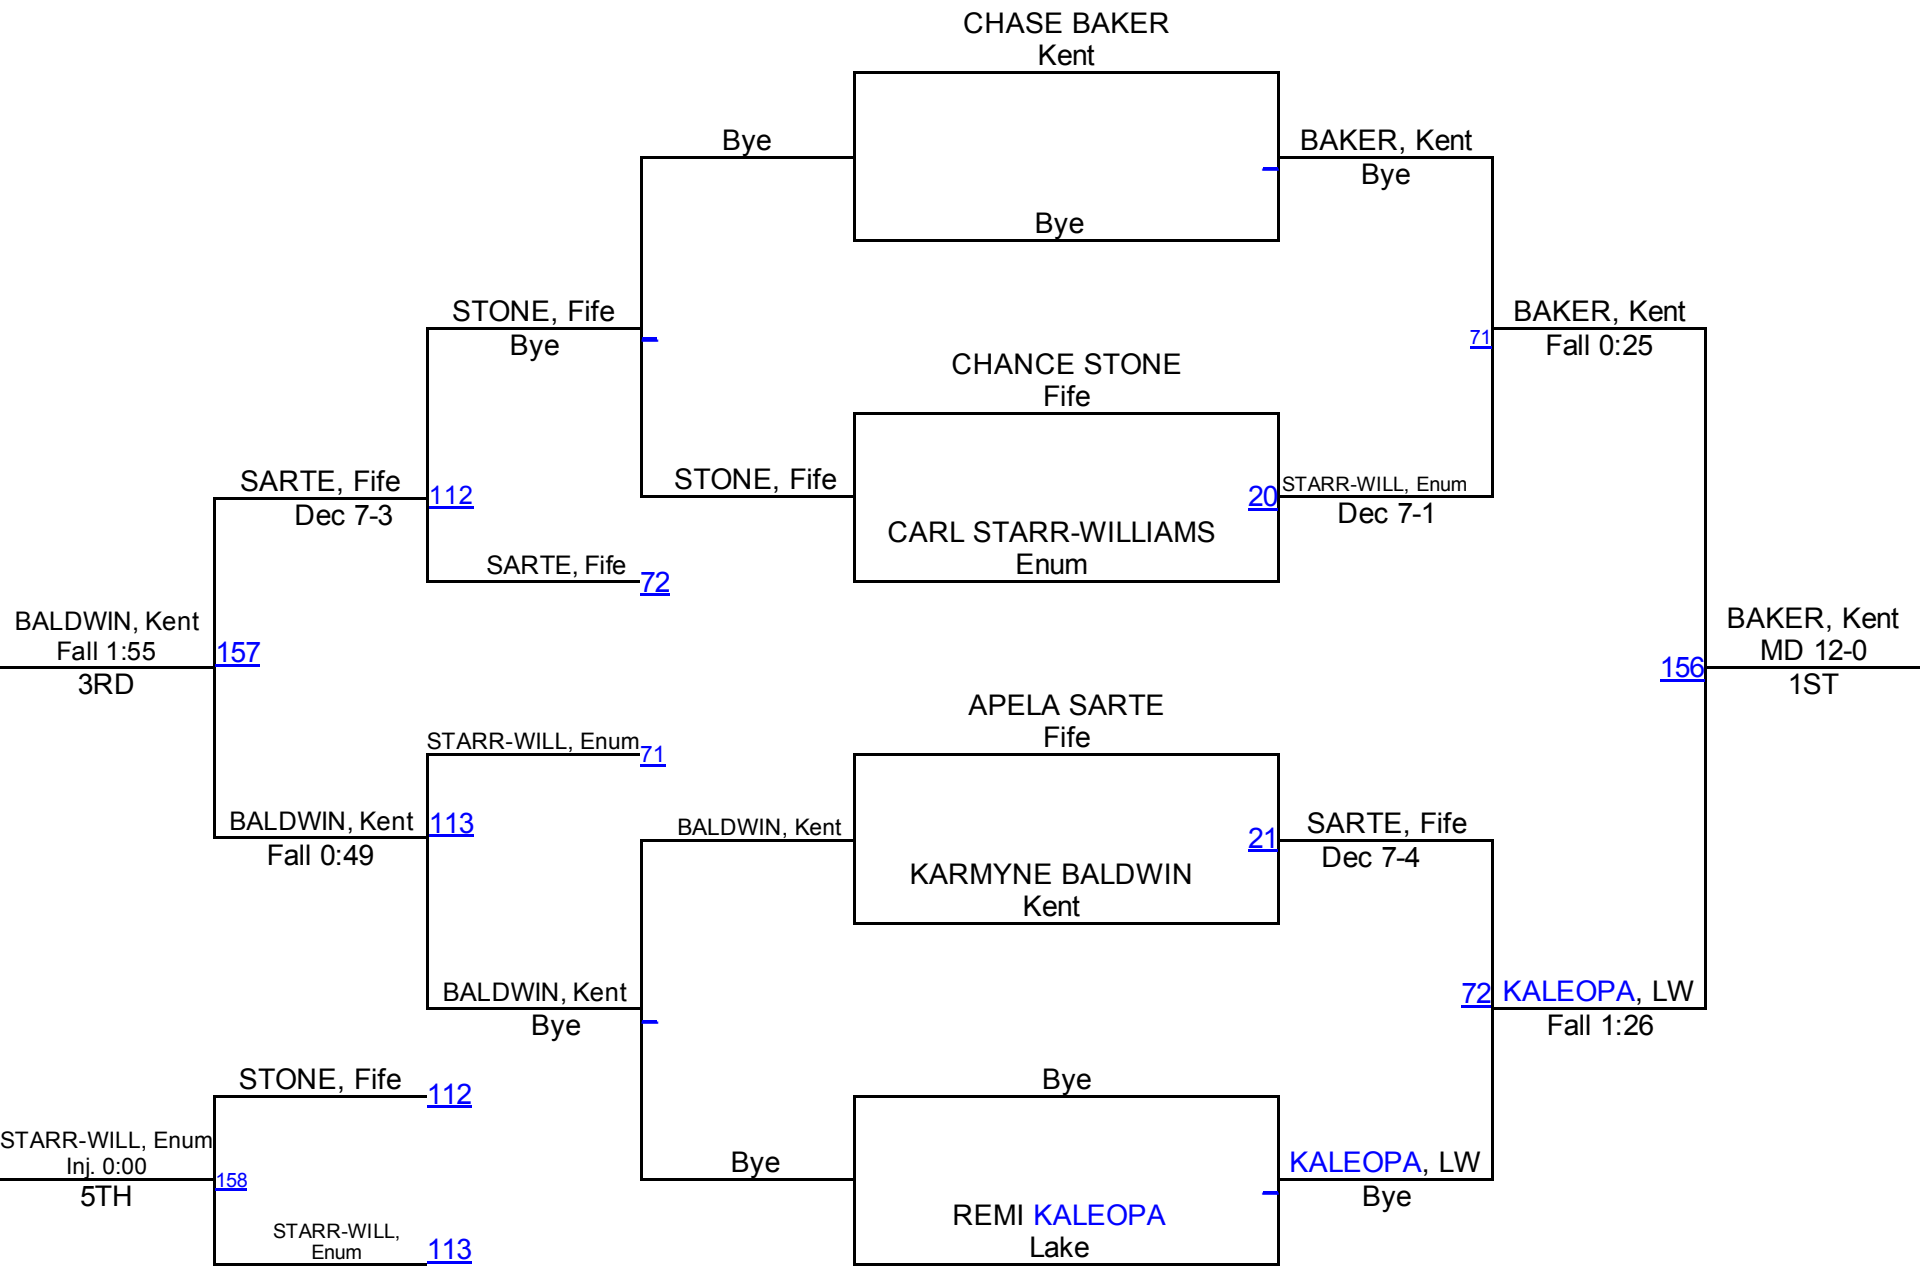 CHASE BAKER
Kent
Bye
BAKER, Kent
Bye
Bye
STONE, Fife
Bye
BAKER, Kent
71
Fall 0:25
CHANCE STONE
Fife
SARTE, Fife
112
Dec 7-3
STONE, Fife
20
STARR-WILL, Enum
Dec 7-1
CARL STARR-WILLIAMS
Enum
SARTE, Fife
72
BALDWIN, Kent
Fall 1:55
157
3RD
BAKER, Kent
MD 12-0
156
1ST
APELA SARTE
Fife
STARR-WILL, Enum
71
BALDWIN, Kent
113
Fall 0:49
BALDWIN, Kent
21
SARTE, Fife
Dec 7-4
KARMYNE BALDWIN
Kent
BALDWIN, Kent
Bye
72
KALEOPA, LW
Fall 1:26
STONE, Fife
112
Bye
STARR-WILL, Enum
Inj. 0:00
158
5TH
Bye
KALEOPA, LW
Bye
STARR-WILL,
Enum
113
REMI KALEOPA
Lake